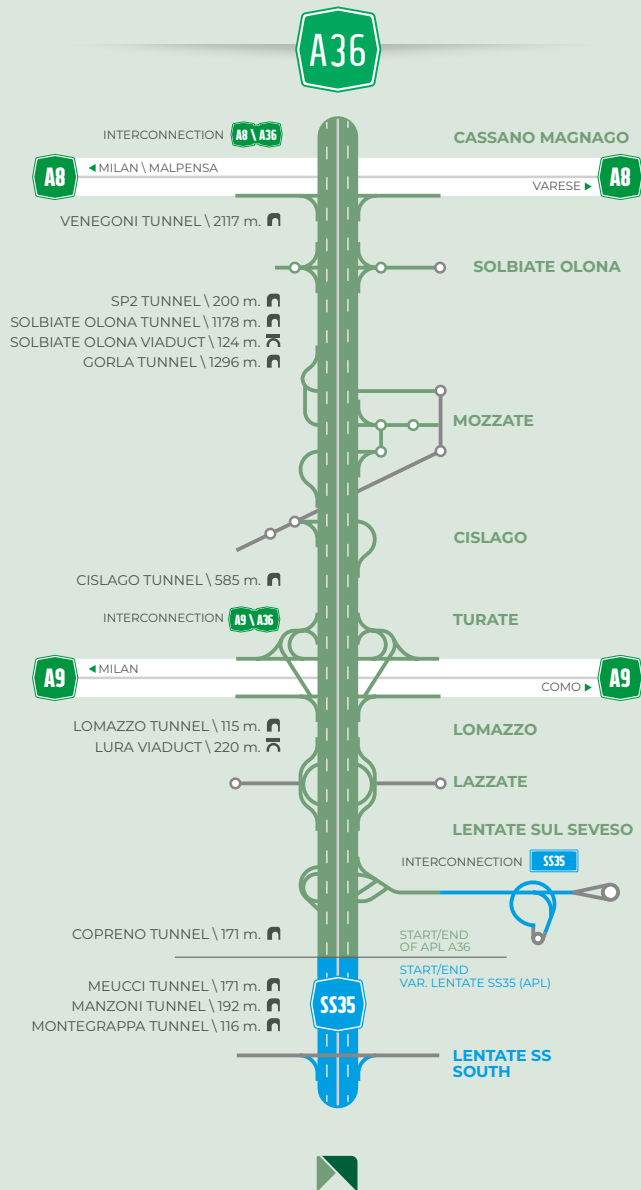 A36
INTERCONNECTION A8 \ A36
CASSANO MAGNAGO
A8
MILAN \ MALPENSA
VARESE
A8
VENEGONI TUNNEL \ 2117 m.
SOLBIATE OLONA
SP2 TUNNEL \ 200 m.
SOLBIATE OLONA TUNNEL \ 1178 m.
SOLBIATE OLONA VIADUCT \ 124 m.
GORLA TUNNEL \ 1296 m.
MOZZATE
CISLAGO
CISLAGO TUNNEL \ 585 m.
INTERCONNECTION A9 \ A36
TURATE
A9
MILAN
COMO
A9
LOMAZZO TUNNEL \ 115 m.
LURA VIADUCT \ 220 m.
LOMAZZO
LAZZATE
LENTATE SUL SEVESO
INTERCONNECTION SS35
COPRENO TUNNEL \ 171 m.
START/END
OF APL A36
START/END
VAR. LENTATE SS35 (APL)
MEUCCI TUNNEL \ 171 m.
MANZONI TUNNEL \ 192 m.
MONTEGRAPPA TUNNEL \ 116 m.
SS35
LENTATE SS
SOUTH